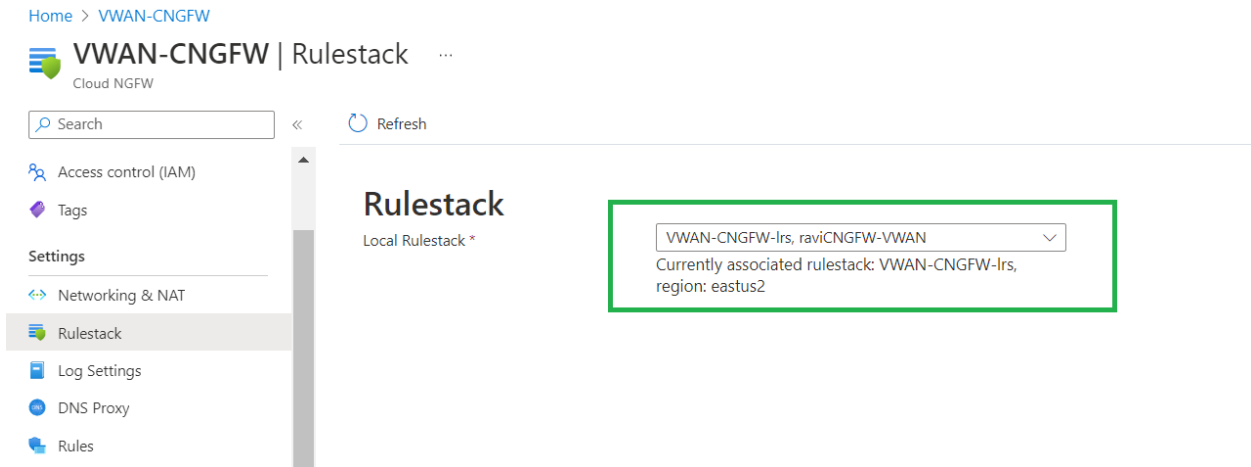 Home > VWAN-CNGFW
VWAN-CNGFW | Rulestack ...
Cloud NGFW
Search
«
Refresh
Access control (IAM)
Tags
Settings
Networking & NAT
Rulestack
Log Settings
DNS Proxy
Rules
Rulestack
Local Rulestack *
VWAN-CNGFW-lrs, raviCNGFW-VWAN
Currently associated rulestack: VWAN-CNGFW-lrs,
region: eastus2